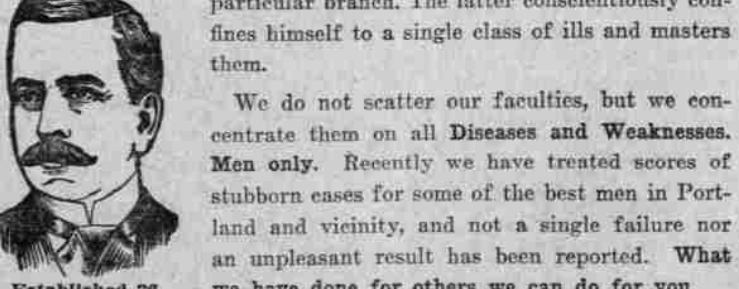 particular branch. The latter conscientiously con-
fines himself to a single class of ills and masters
them.
We do not scatter our faculties, but we con-
centrate them on all Diseases and Weaknesses.
Men only. Recently we have treated scores of
stubborn cases for some of the best men in Port-
land and vicinity, and not a single failure nor
an unpleasant result has been reported. What
we have done for others we can do for you
Established 26